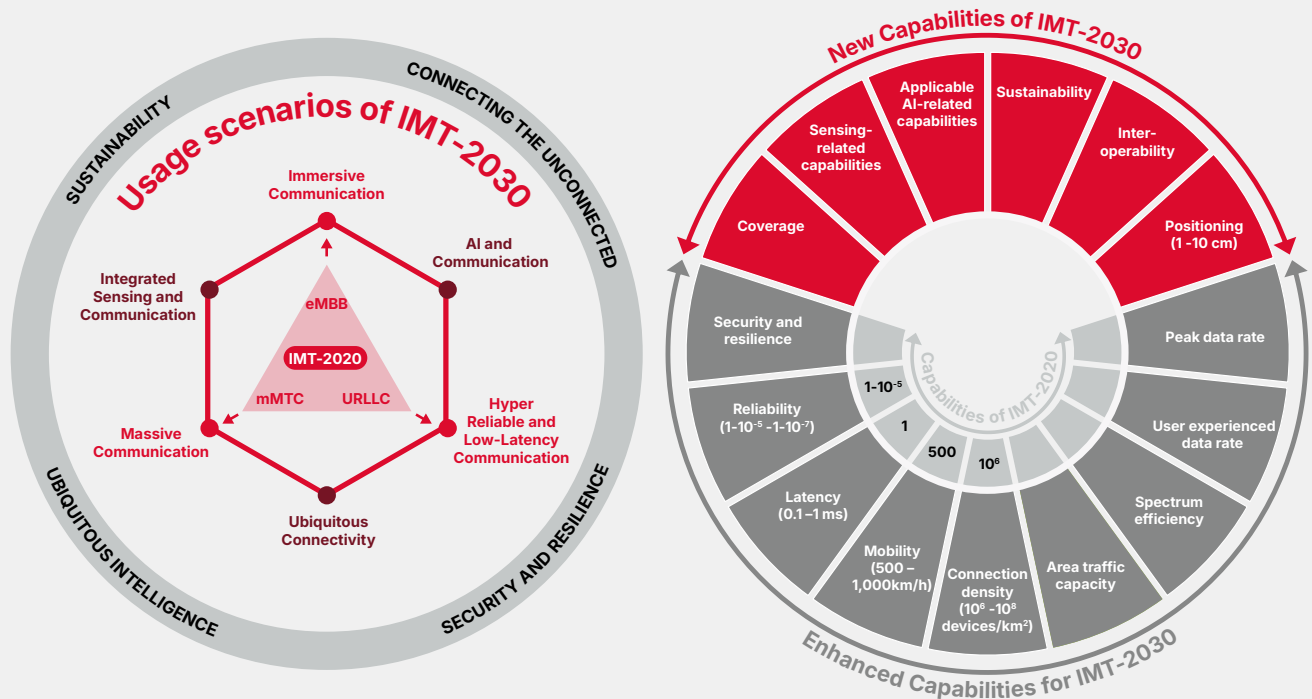 Usage scenarios of IMT-2030
SUSTAINABILITY
CONNECTING THE UNCONNECTED
UBIQUITOUS INTELLIGENCE
SECURITY AND RESILIENCE
Immersive
Communication
AI and
Communication
Integrated
Sensing and
Communication
eMBB
IMT-2020
mMTC
URLLC
Massive
Communication
Hyper
Reliable and
Low-Latency
Communication
Ubiquitous
Connectivity
New Capabilities of IMT-2030
Coverage
Sensing-
related
capabilities
Applicable
AI-related
capabilities
Sustainability
Inter-
operability
Positioning
(1 -10 cm)
Security and
resilience
Reliability
(1-10⁻⁵ -1-10⁻⁷)
Latency
(0.1–1 ms)
Mobility
(500 –
1,000km/h)
Connection
density
(10⁶ -10⁸
devices/km²)
Area traffic
capacity
Spectrum
efficiency
User experienced
data rate
Peak data rate
1-10⁻⁵
1
500
10⁶
Capabilities of IMT-2020
Enhanced Capabilities for IMT-2030